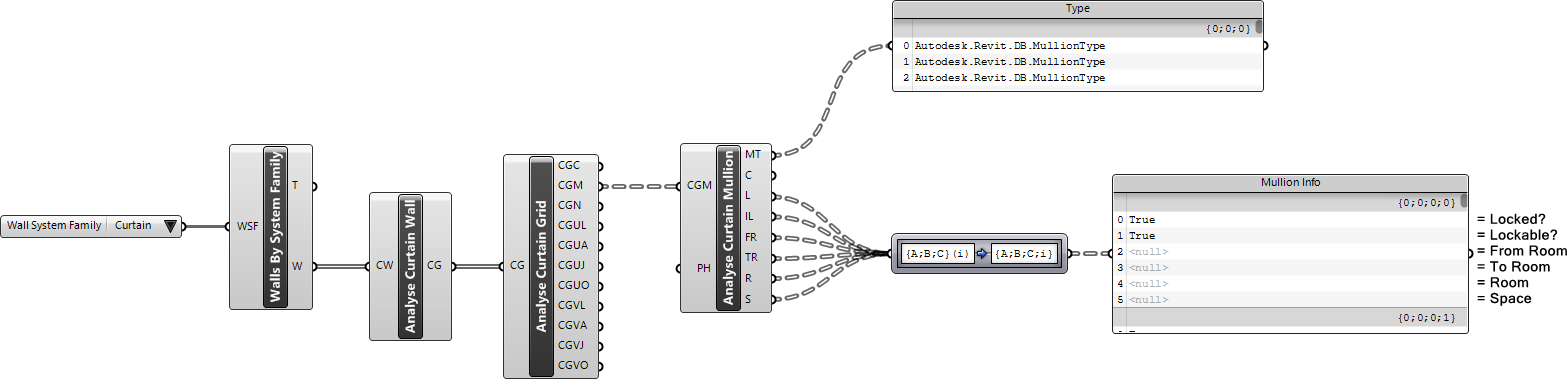 Type
{0;0;0}
0 Autodesk.Revit.DB.MullionType
1 Autodesk.Revit.DB.MullionType
2 Autodesk.Revit.DB.MullionType
Wall System Family Curtain
WSF
Walls By System Family
T
W
CW
Analyse Curtain Wall
CG
CG
Analyse Curtain Grid
CGC
CGM
CGN
CGUL
CGUA
CGUJ
CGUO
CGVL
CGVA
CGVJ
CGVO
CGM
PH
Analyse Curtain Mullion
MT
C
L
IL
FR
TR
R
S
{A;B;C}(i) {A;B;C;i}
Mullion Info
{0;0;0;0}
0 True = Locked?
1 True = Lockable?
2 <null> = From Room
3 <null> = To Room
4 <null> = Room
5 <null> = Space
{0;0;0;1}